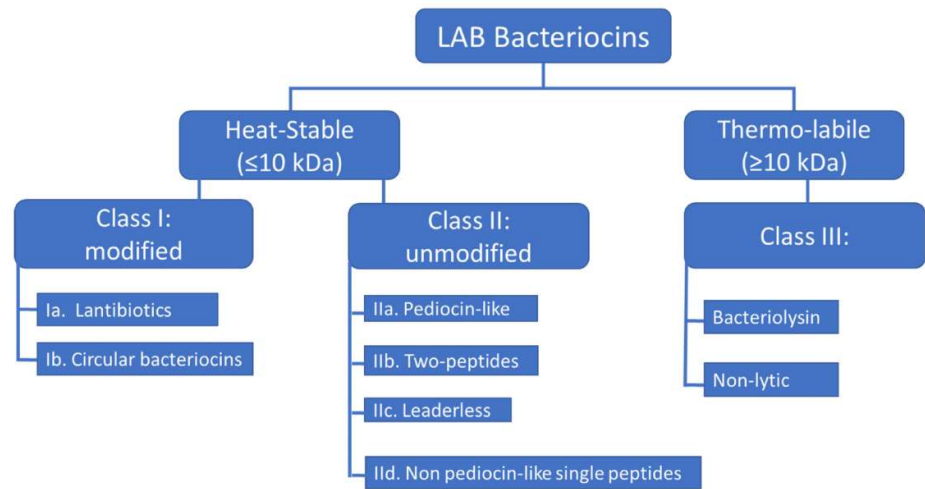 LAB Bacteriocins
Heat-Stable
(≤10 kDa)
Thermo-labile
(≥10 kDa)
Class I:
modified
Class II:
unmodified
Class III:
Ia. Lantibiotics
Ib. Circular bacteriocins
IIa. Pediocin-like
IIb. Two-peptides
IIc. Leaderless
IId. Non pediocin-like single peptides
Bacteriolysin
Non-lytic